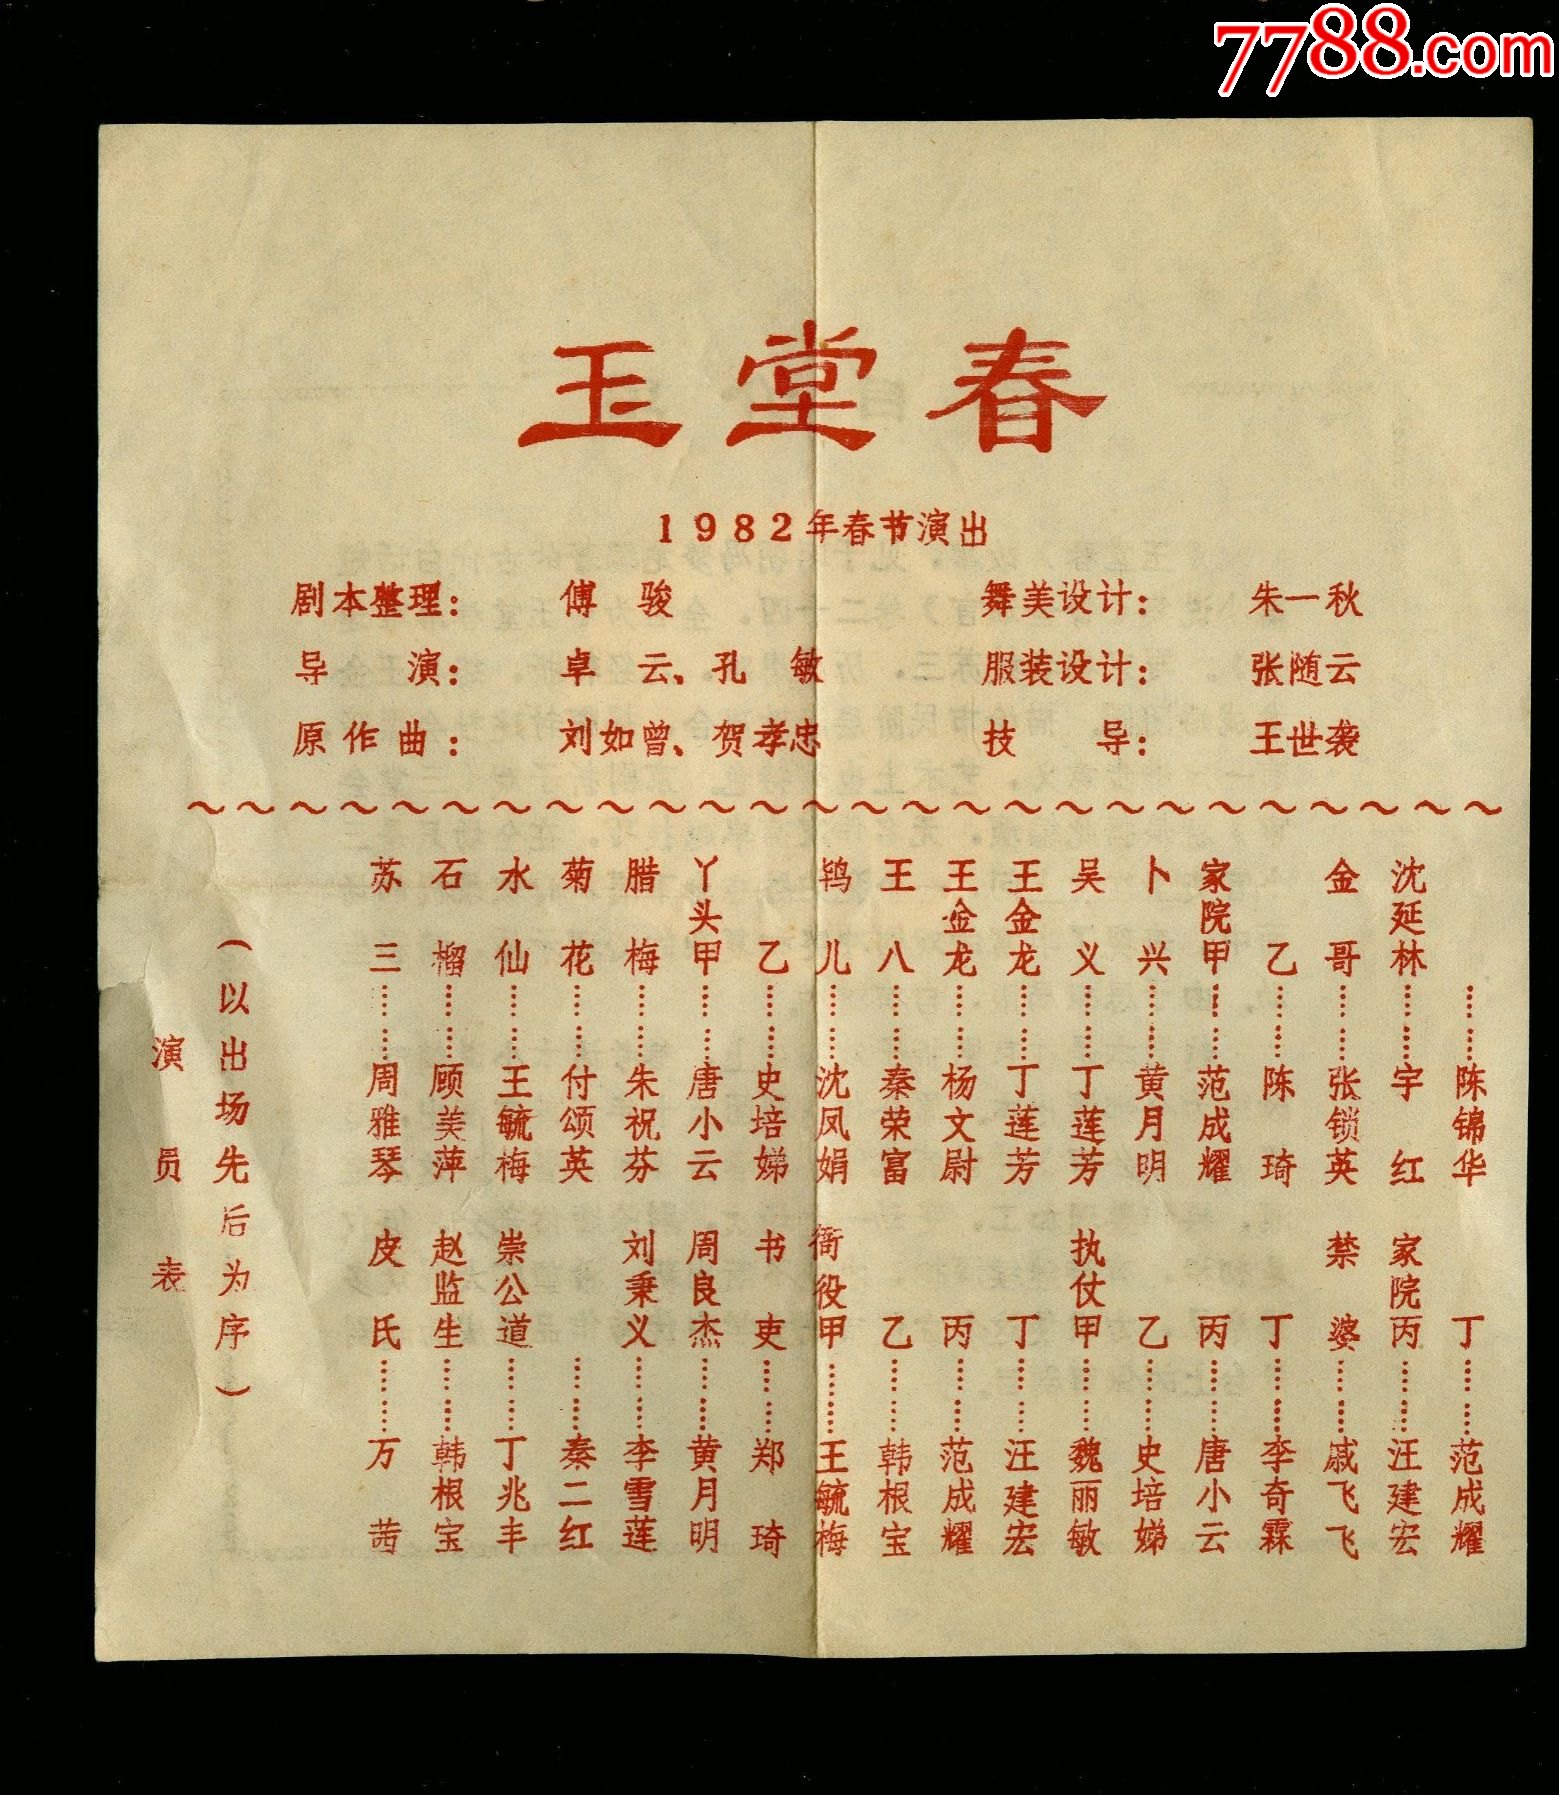 7788.com
玉堂春
1982年春节演出
剧本整理： 傅 骏 舞美设计： 朱一秋
导 演： 卓 云、孔 敏 服装设计： 张随云
原作曲： 刘如曾、贺孝忠 技 导： 王世袭
演员表
（以出场先后为序）
苏三………周雅琴 皮氏………万茜
石榴………顾美萍 赵监生………韩根宝
水仙………王毓梅 崇公道………丁兆丰
菊花………付颂英 ………秦二红
腊梅………朱祝芬 刘秉义………李雪莲
丫头甲………唐小云 周良杰………黄月明
乙………史培娣 书吏………郑琦
鸨儿………沈凤娟 衙役甲………王毓梅
王八………秦荣富 乙………韩根宝
王金龙………杨文尉 丙………范成耀
王金龙………丁莲芳 丁………汪建宏
吴义………丁莲芳 执仗甲………魏丽敏
卜兴………黄月明 乙………史培娣
家院甲………范成耀 丙………唐小云
乙………陈琦 丁………李奇霖
金哥………张锁英 禁婆………戚飞飞
沈延林………宇红 家院丙………汪建宏
………陈锦华 丁………范成耀